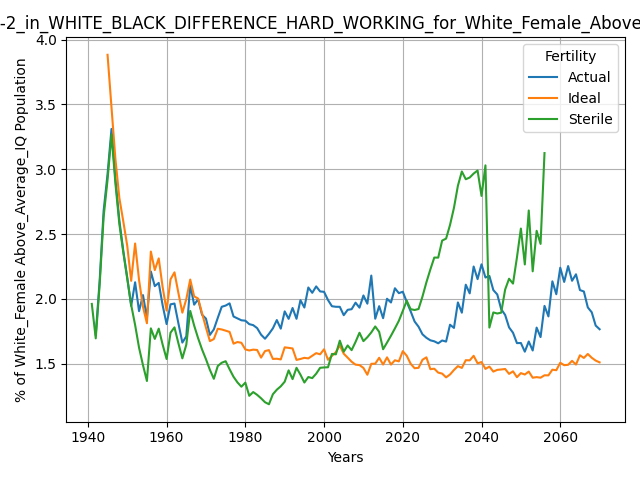 -2_in_WHITE_BLACK_DIFFERENCE_HARD_WORKING_for_White_Female_Above
4.0
3.5
3.0
2.5
2.0
1.5
% of White_Female Above_Average_IQ Population
Fertility
Actual
Ideal
Sterile
1940 1960 1980 2000 2020 2040 2060
Years